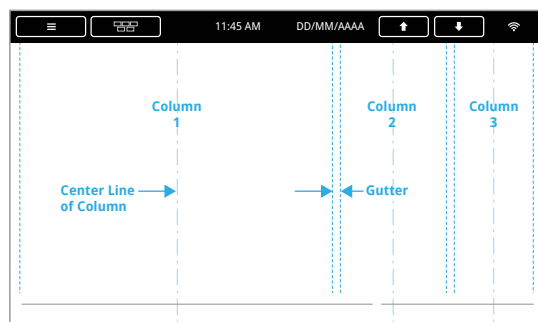 11:45 AM DD/MM/AAAA
Column
1
Column
2
Column
3
Center Line
of Column
Gutter